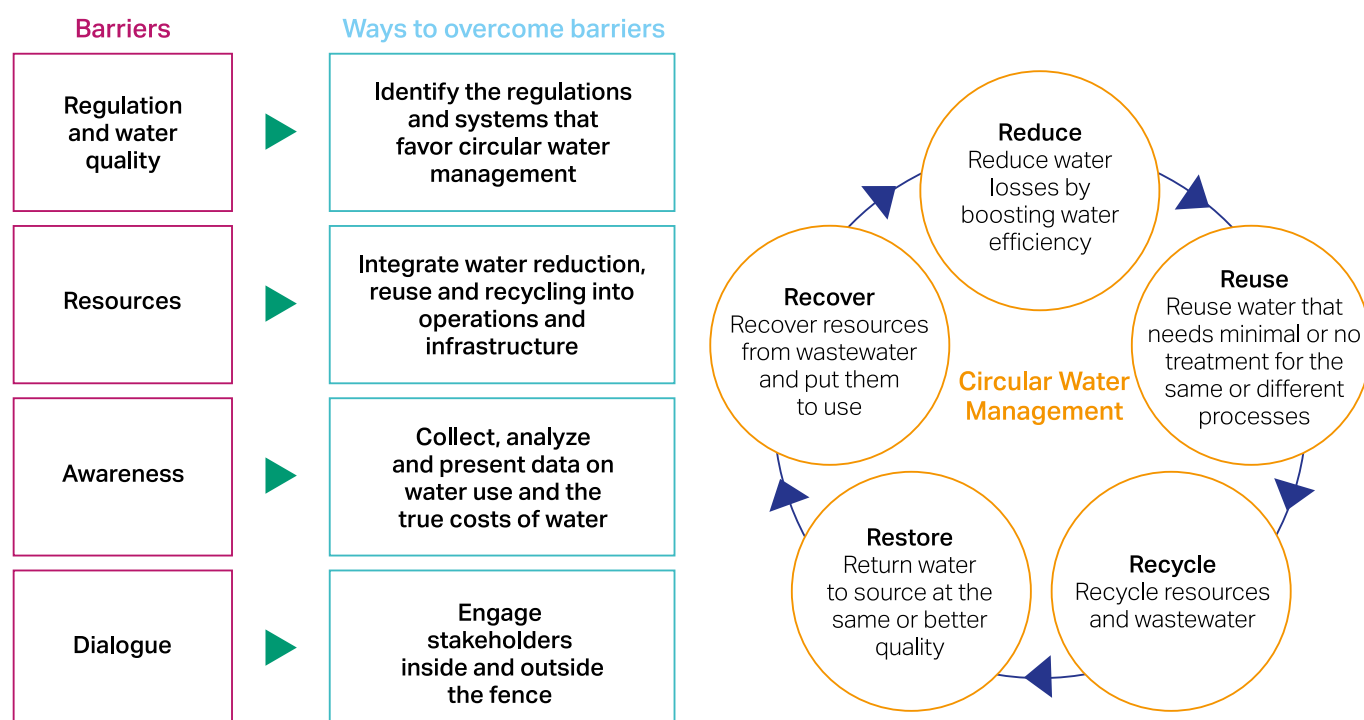 Barriers
Ways to overcome barriers
Regulation
and water
quality
Identify the regulations
and systems that
favor circular water
management
Resources
Integrate water reduction,
reuse and recycling into
operations and
infrastructure
Awareness
Collect, analyze
and present data on
water use and the
true costs of water
Dialogue
Engage
stakeholders
inside and outside
the fence
Circular Water
Management
Reduce
Reduce water
losses by
boosting water
efficiency
Reuse
Reuse water that
needs minimal or no
treatment for the
same or different
processes
Recycle
Recycle resources
and wastewater
Restore
Return water
to source at the
same or better
quality
Recover
Recover resources
from wastewater
and put them
to use